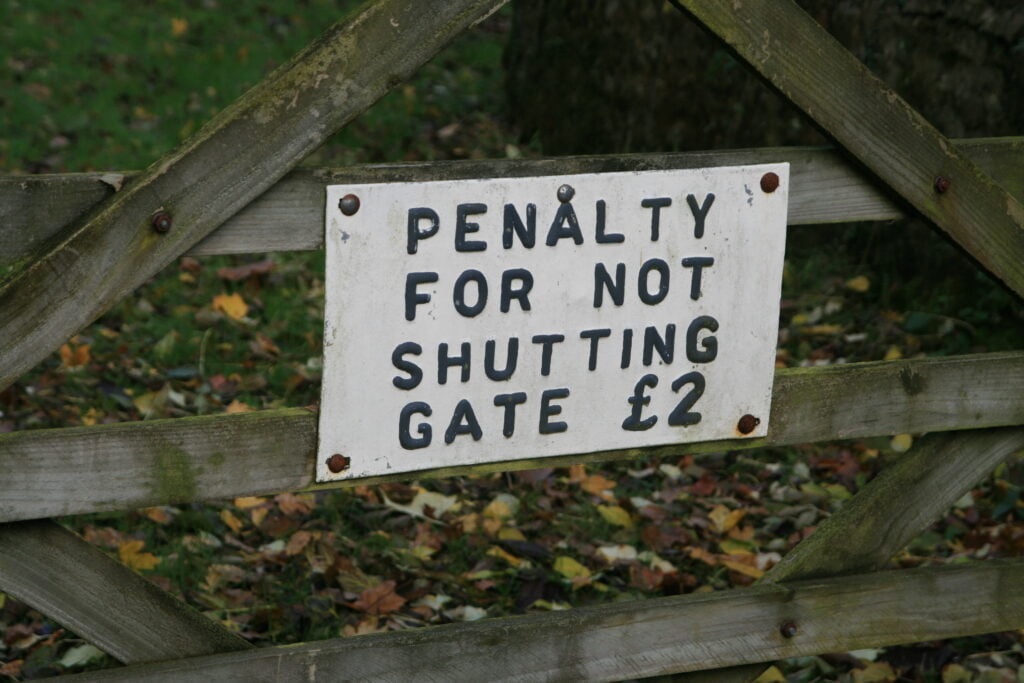 PENALTY
FOR NOT
SHUTTING
GATE £2